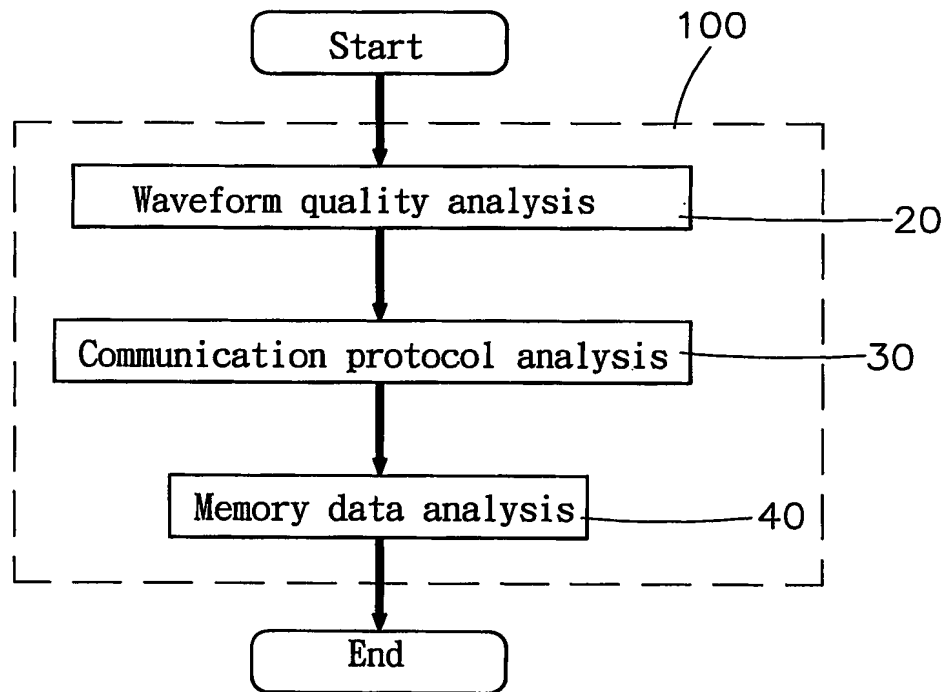 Start
100
Waveform quality analysis
20
Communication protocol analysis
30
Memory data analysis
40
End